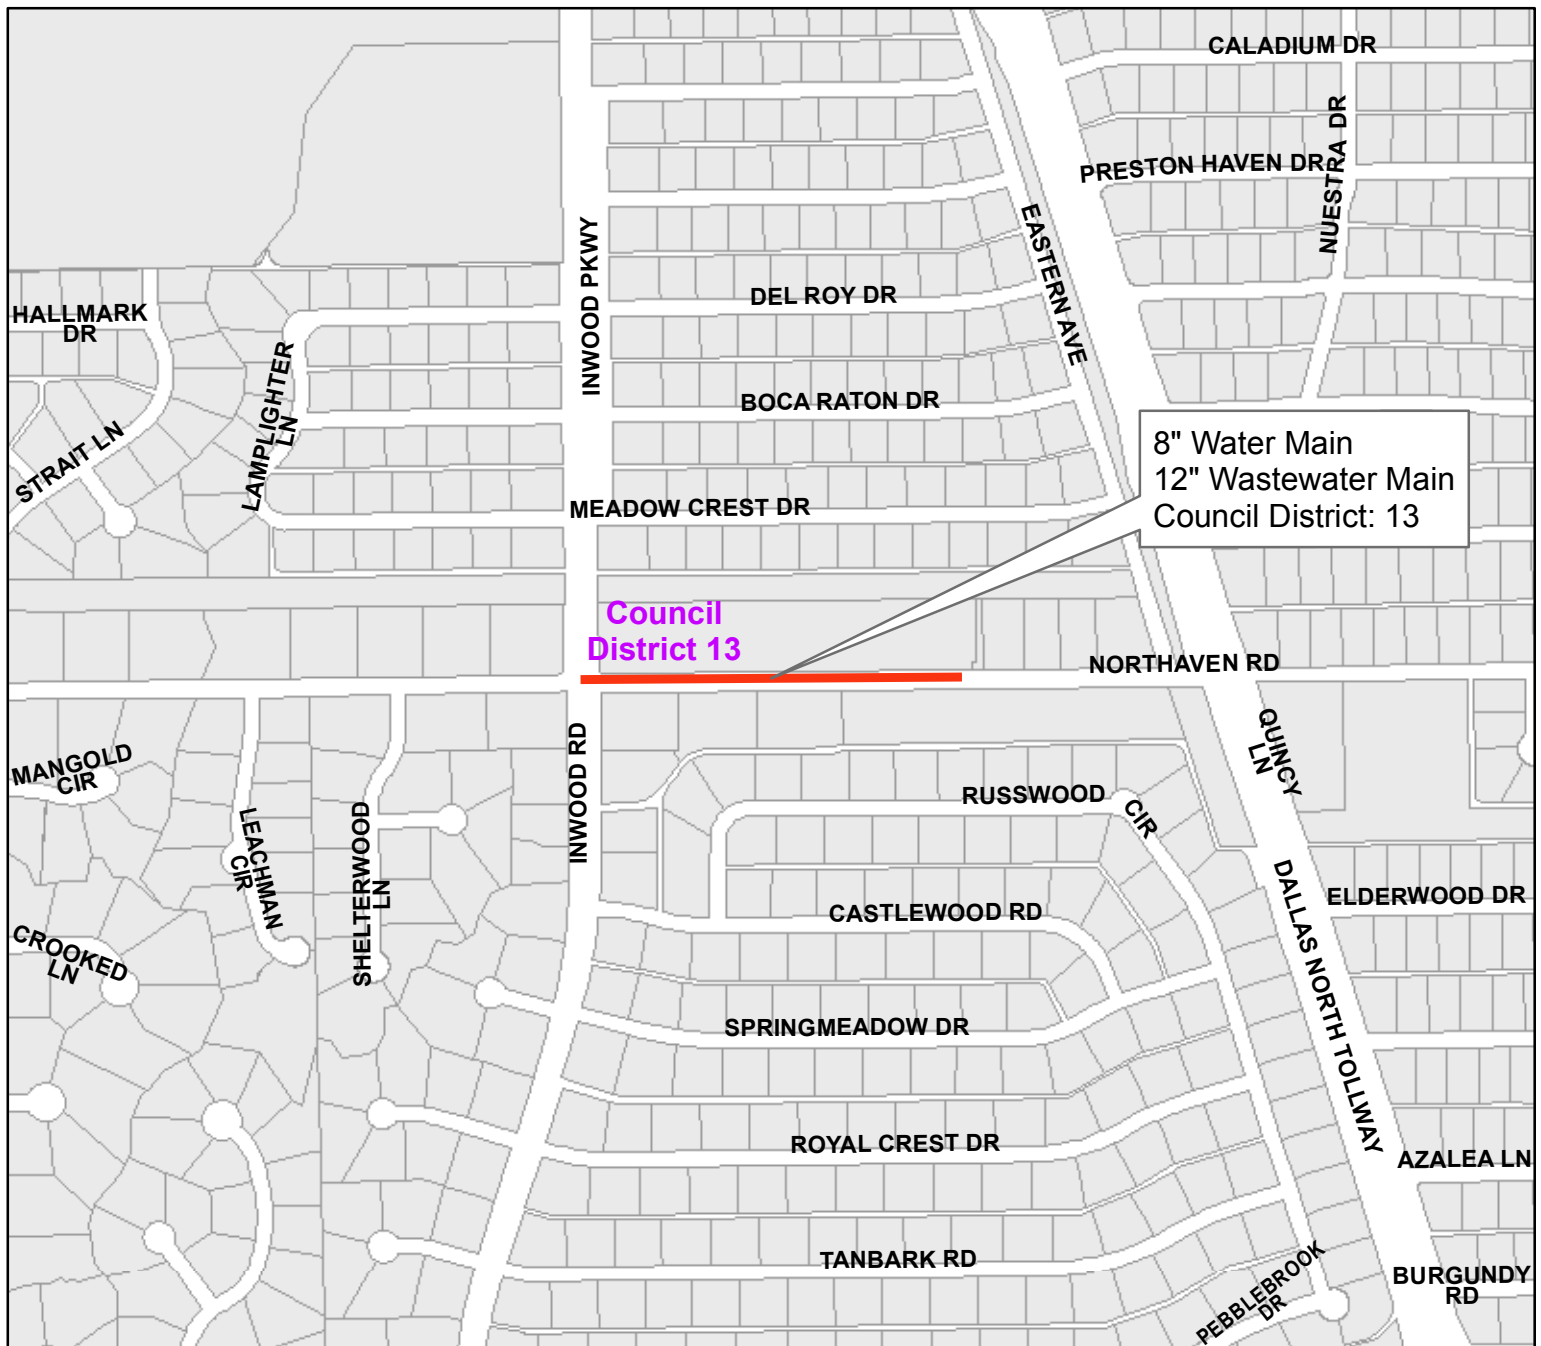 CALADIUM DR
PRESTON HAVEN DR
NUESTRA DR
INWOOD PKWY
EASTERN AVE
DEL ROY DR
HALLMARK
DR
LAMPLIGHTER
LN
BOCA RATON DR
STRAIT LN
8" Water Main
12" Wastewater Main
Council District: 13
MEADOW CREST DR
Council
District 13
NORTHAVEN RD
QUINCY
LN
INWOOD RD
MANGOLD
CIR
RUSSWOOD
CIR
LEACHMAN
CIR
SHELTERWOOD
LN
ELDERWOOD DR
CASTLEWOOD RD
DALLAS NORTH TOLLWAY
CROOKED
LN
SPRINGMEADOW DR
ROYAL CREST DR
AZALEA LN
TANBARK RD
PEBBLEBROOK
DR
BURGUNDY
RD